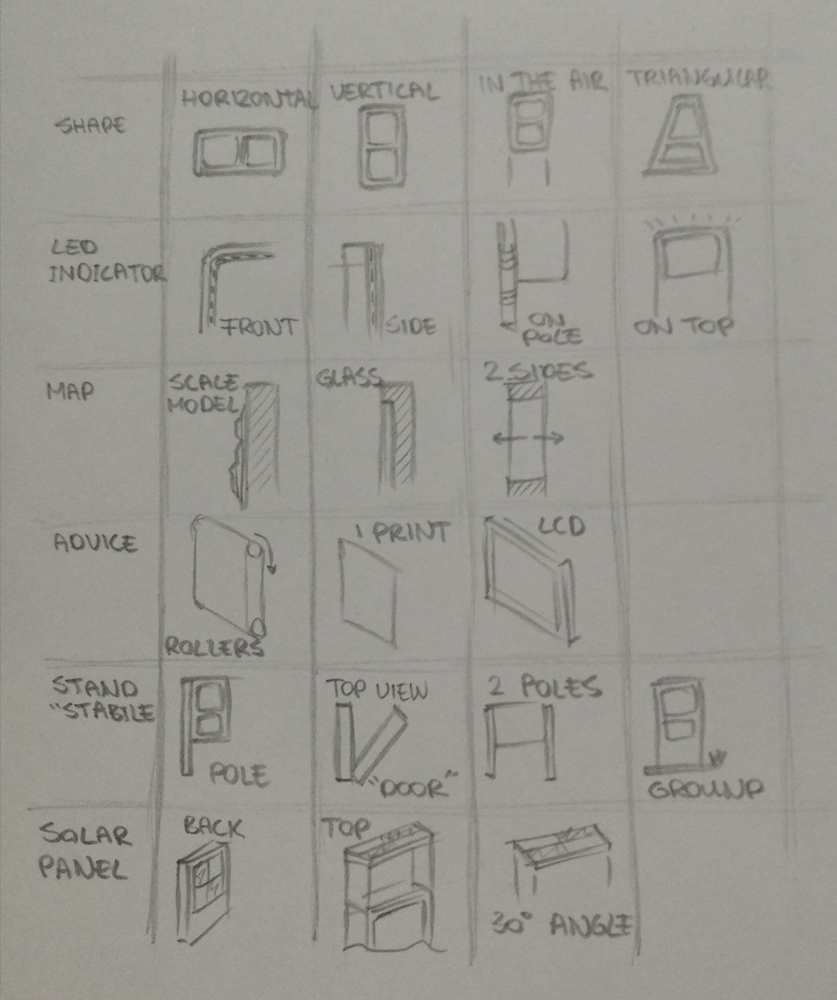 HORIZONTAL VERTICAL IN THE AIR TRIANGULAR
SHAPE
LED
INDICATOR
FRONT SIDE ON
POLE
ON TOP
MAP
SCALE
MODEL
GLASS
2 SIDES
ADVICE
ROLLERS
1 PRINT
LCD
STAND
"STABILE
POLE
TOP VIEW
"DOOR"
2 POLES
GROUND
SOLAR
PANEL
BACK
TOP
30° ANGLE